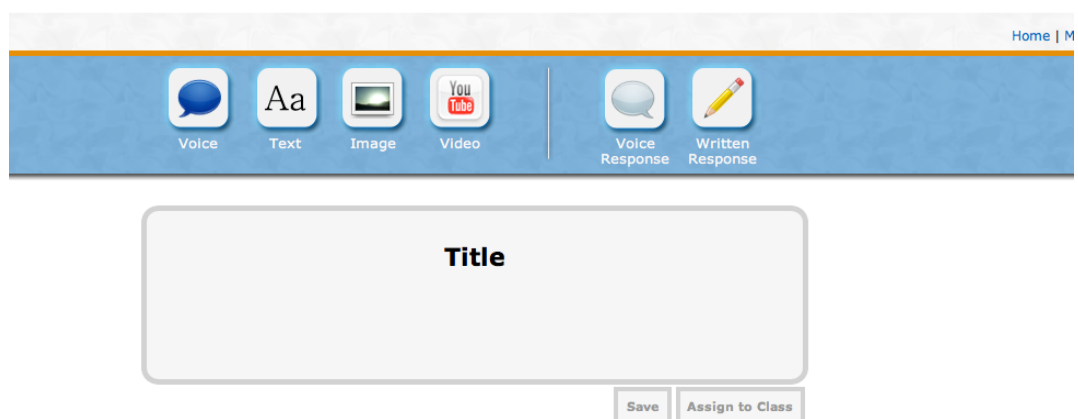 Home | M
Aa
You
Tube
Voice Text Image Video Voice Response Written Response
Title
Save Assign to Class